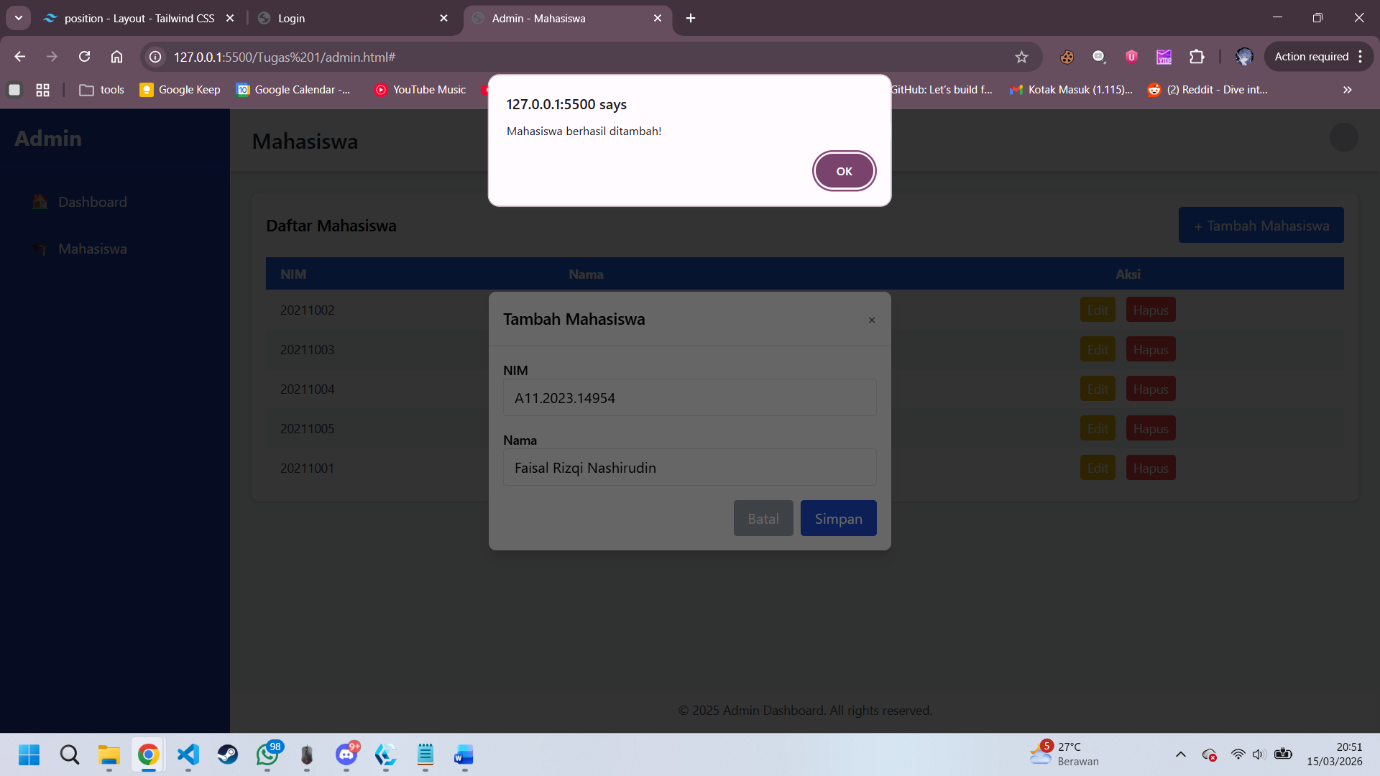 position - Layout - Tailwind CSS
Login
Admin - Mahasiswa
127.0.0.1:5500/Tugas%201/admin.html#
Action required
tools
Google Keep
Google Calendar -...
YouTube Music
GitHub: Let's build f...
Kotak Masuk (1.115)...
(2) Reddit - Dive int...
127.0.0.1:5500 says
Mahasiswa berhasil ditambah!
OK
Admin
Dashboard
Mahasiswa
Mahasiswa
Daftar Mahasiswa
+ Tambah Mahasiswa
NIM Nama Aksi
20211002 Edit Hapus
20211003 Edit Hapus
20211004 Edit Hapus
20211005 Edit Hapus
20211001 Edit Hapus
Tambah Mahasiswa ×
NIM
A11.2023.14954
Nama
Faisal Rizqi Nashirudin
Batal Simpan
© 2025 Admin Dashboard. All rights reserved.
98
9+
5
27°C
Berawan
20:51
15/03/2026